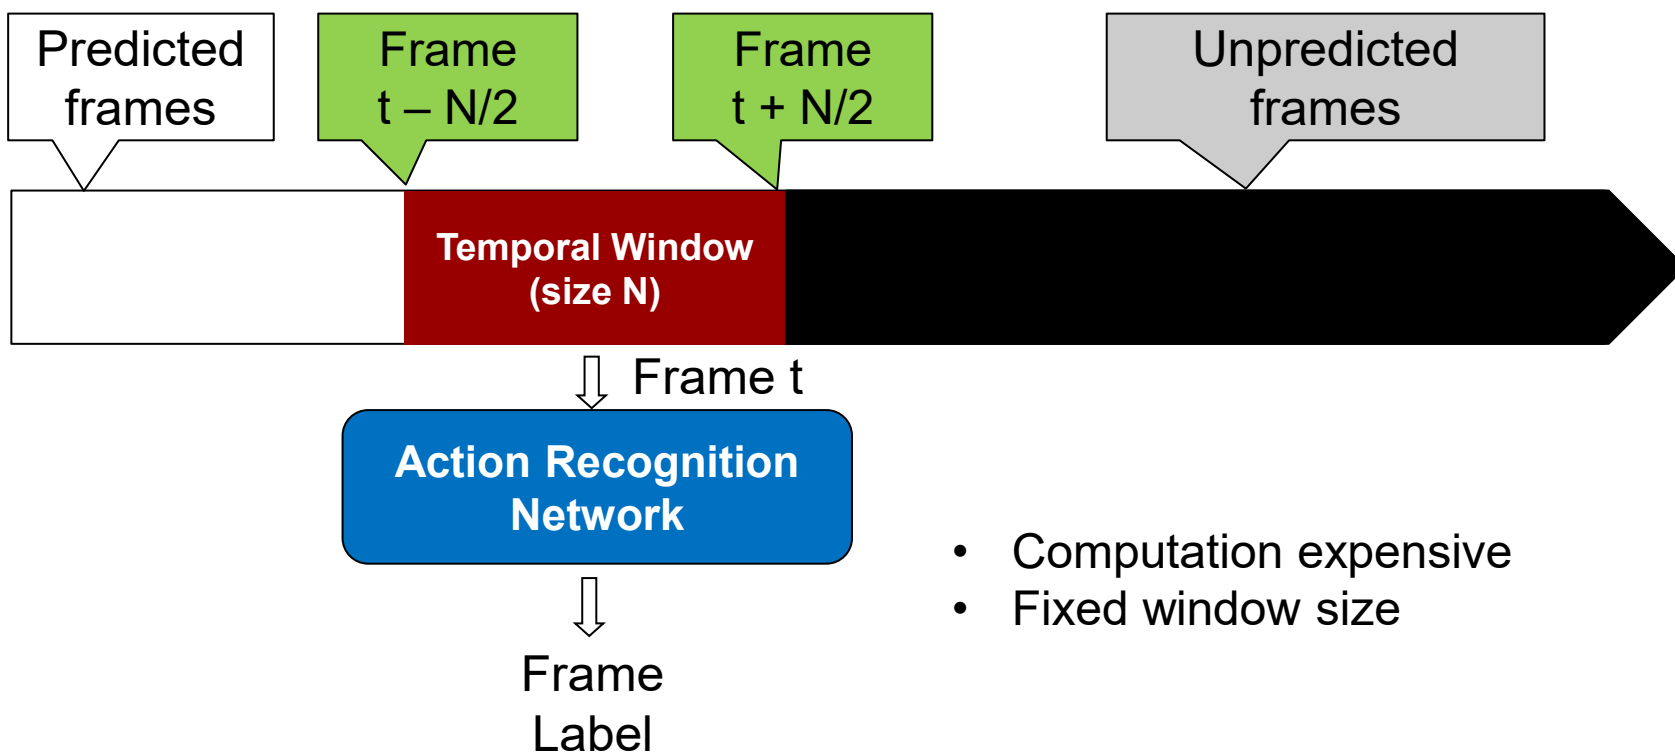 Predicted
frames
Frame
t – N/2
Frame
t + N/2
Unpredicted
frames
Temporal Window
(size N)
Frame t
Action Recognition
Network
• Computation expensive
• Fixed window size
Frame
Label